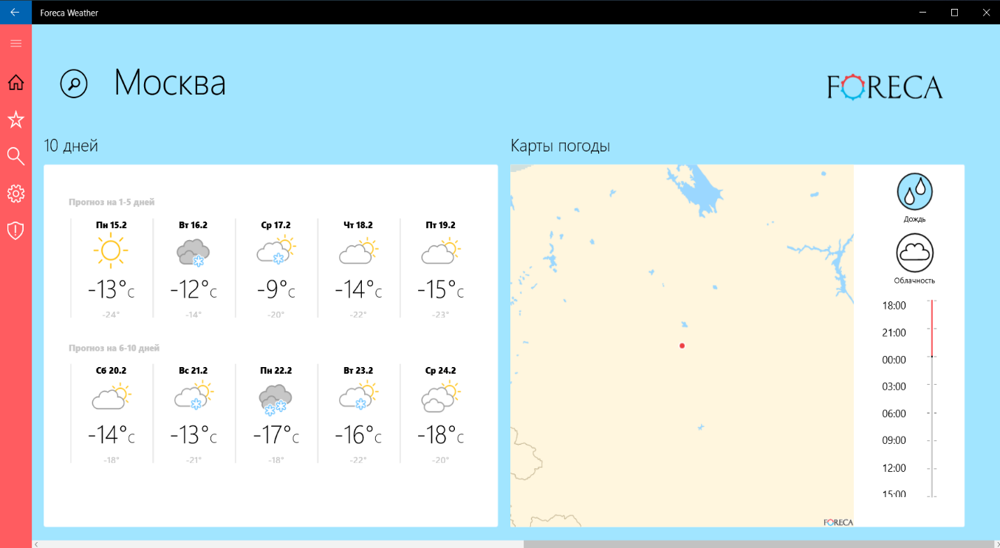 Foreca Weather
Москва
FORECA
10 дней
Карты погоды
Прогноз на 1-5 дней
Пн 15.2 Вт 16.2 Ср 17.2 Чт 18.2 Пт 19.2
-13°C -12°C -9°C -14°C -15°C
-24° -14° -20° -22° -23°
Прогноз на 6-10 дней
Сб 20.2 Вс 21.2 Пн 22.2 Вт 23.2 Ср 24.2
-14°C -13°C -17°C -16°C -18°C
-18° -21° -18° -22° -20°
Дождь
Облачность
18:00
21:00
00:00
03:00
06:00
09:00
12:00
15:00
FORECA